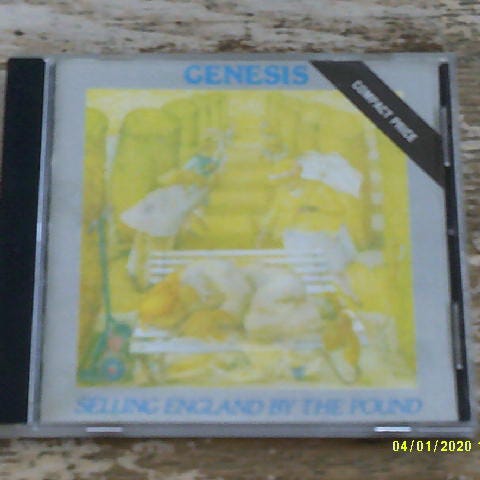 GENESIS
COMPACT PRICE
SELLING ENGLAND BY THE POUND
04/01/2020